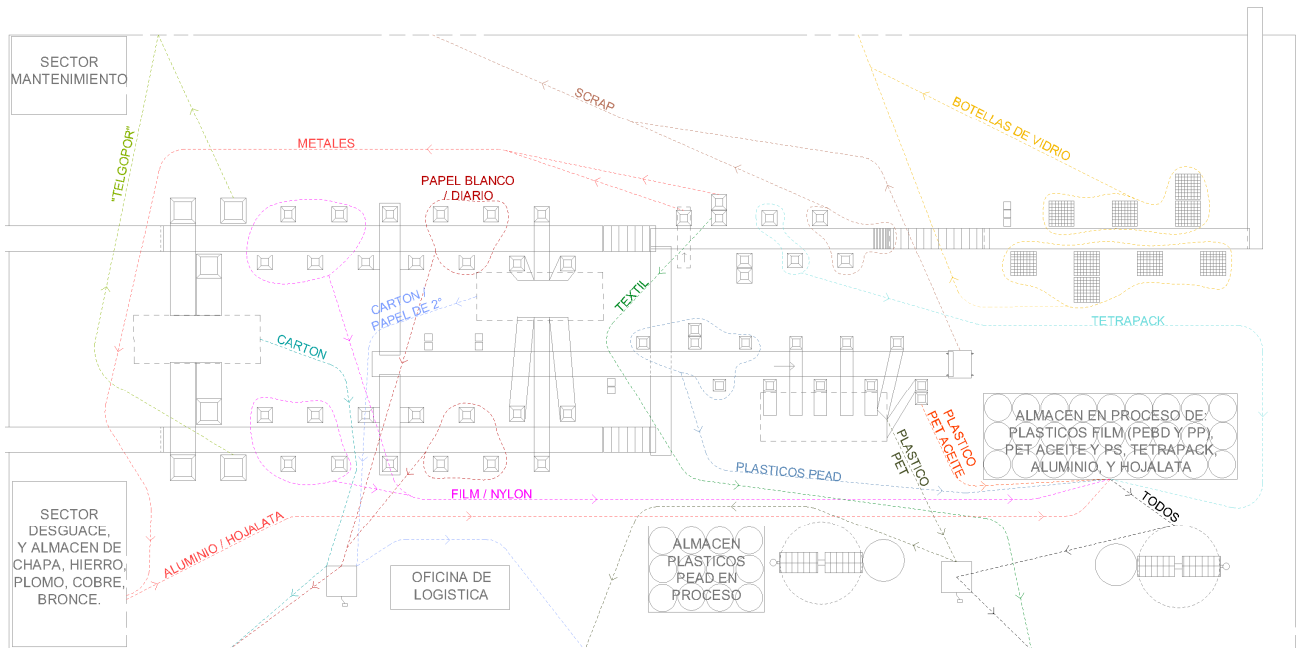 SECTOR
MANTENIMIENTO
SCRAP
BOTELLAS DE VIDRIO
METALES
"TELGOPOR"
PAPEL BLANCO
/ DIARIO
TEXTIL
CARTON /
PAPEL DE 2°
TETRAPACK
CARTON
PLASTICO
PET ACEITE
PLASTICO
PET
ALMACEN EN PROCESO DE:
PLASTICOS FILM (PEBD Y PP),
PET ACEITE Y PS, TETRAPACK,
ALUMINIO, Y HOJALATA
PLASTICOS PEAD
FILM / NYLON
TODOS
SECTOR
DESGUACE,
Y ALMACEN DE
CHAPA, HIERRO,
PLOMO, COBRE,
BRONCE.
ALUMINIO / HOJALATA
OFICINA DE
LOGISTICA
ALMACEN
PLASTICOS
PEAD EN
PROCESO